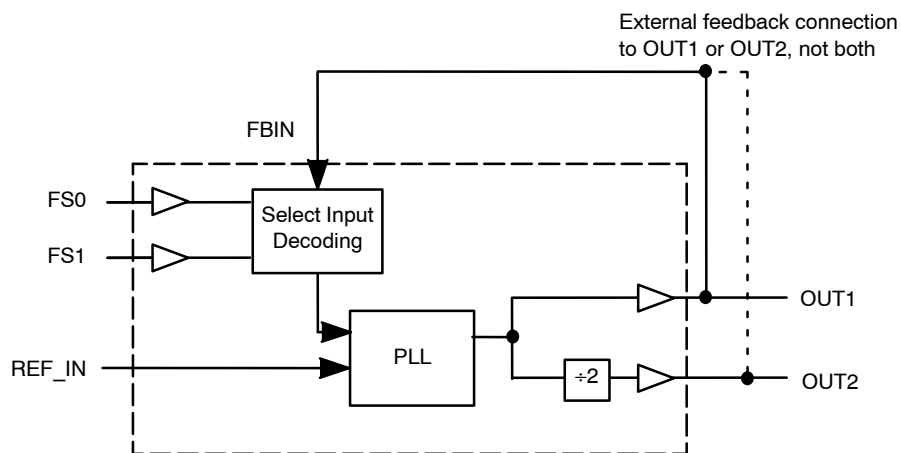 External feedback connection
to OUT1 or OUT2, not both
FBIN
FS0
Select Input
Decoding
FS1
OUT1
PLL
REF_IN
÷2
OUT2